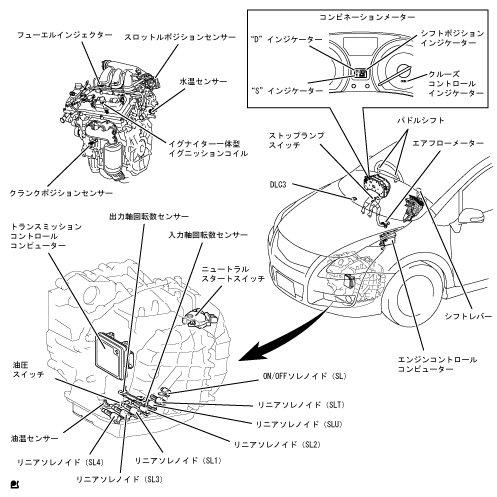 コンビネーションメーター
“D” インジケーター
シフトポジション
インジケーター
“S” インジケーター
クルーズ
コントロール
インジケーター
フューエルインジェクター
スロットルポジションセンサー
水温センサー
イグナイター一体型
イグニッションコイル
クランクポジションセンサー
パドルシフト
ストップランプ
スイッチ
エアフローメーター
DLC3
シフトレバー
エンジンコントロール
コンピューター
出力軸回転数センサー
トランスミッション
コントロール
コンピューター
入力軸回転数センサー
ニュートラル
スタートスイッチ
油圧
スイッチ
ON/OFFソレノイド (SL)
リニアソレノイド (SLT)
リニアソレノイド (SLU)
リニアソレノイド (SL2)
油温センサー
リニアソレノイド (SL4)
リニアソレノイド (SL1)
リニアソレノイド (SL3)